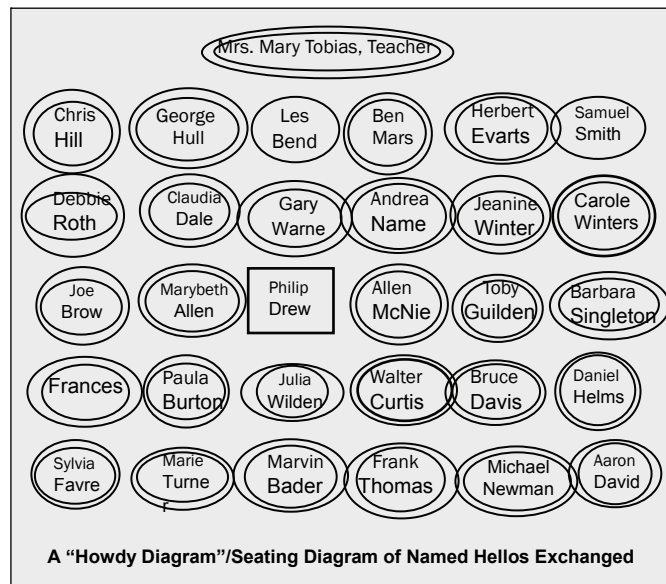 Mrs. Mary Tobias, Teacher
Chris
Hill
George
Hull
Les
Bend
Ben
Mars
Herbert
Evarts
Samuel
Smith
Debbie
Roth
Claudia
Dale
Gary
Warne
Andrea
Name
Jeanine
Winter
Carole
Winters
Joe
Brow
Marybeth
Allen
Philip
Drew
Allen
McNie
Toby
Guilden
Barbara
Singleton
Frances
Paula
Burton
Julia
Wilden
Walter
Curtis
Bruce
Davis
Daniel
Helms
Sylvia
Favre
Marie
Turne
r
Marvin
Bader
Frank
Thomas
Michael
Newman
Aaron
David
A “Howdy Diagram”/Seating Diagram of Named Hellos Exchanged